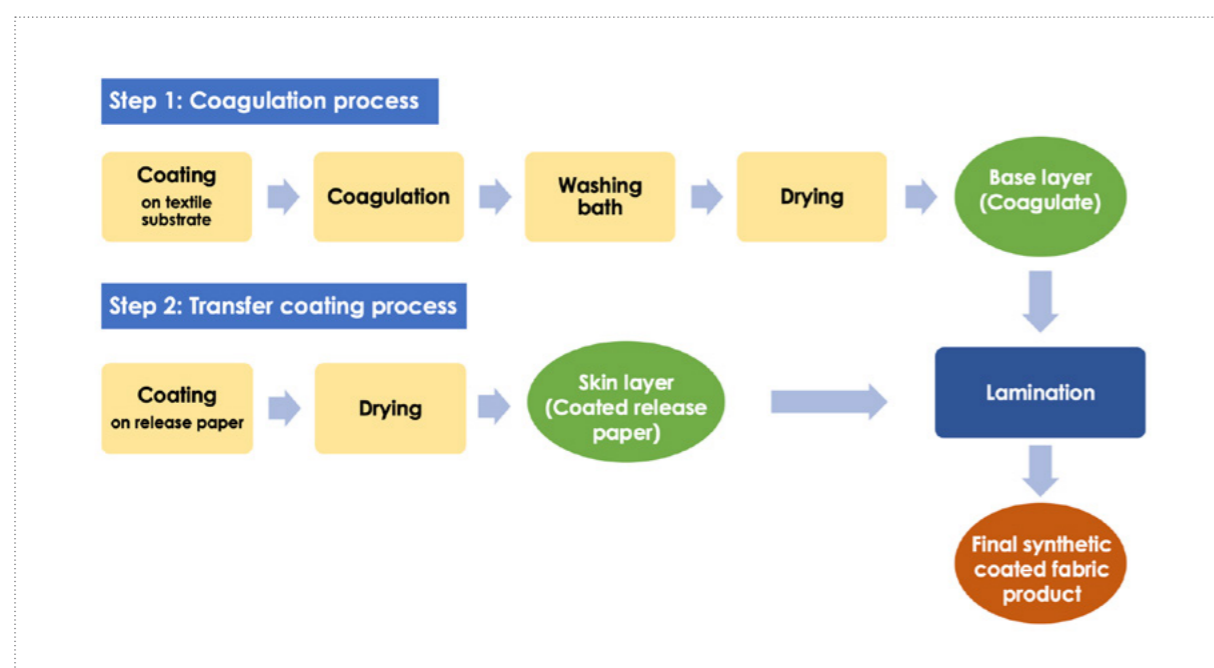 Step 1: Coagulation process
Coating
on textile
substrate
Coagulation
Washing
bath
Drying
Base layer
(Coagulate)
Step 2: Transfer coating process
Coating
on release paper
Drying
Skin layer
(Coated release
paper)
Lamination
Final synthetic
coated fabric
product